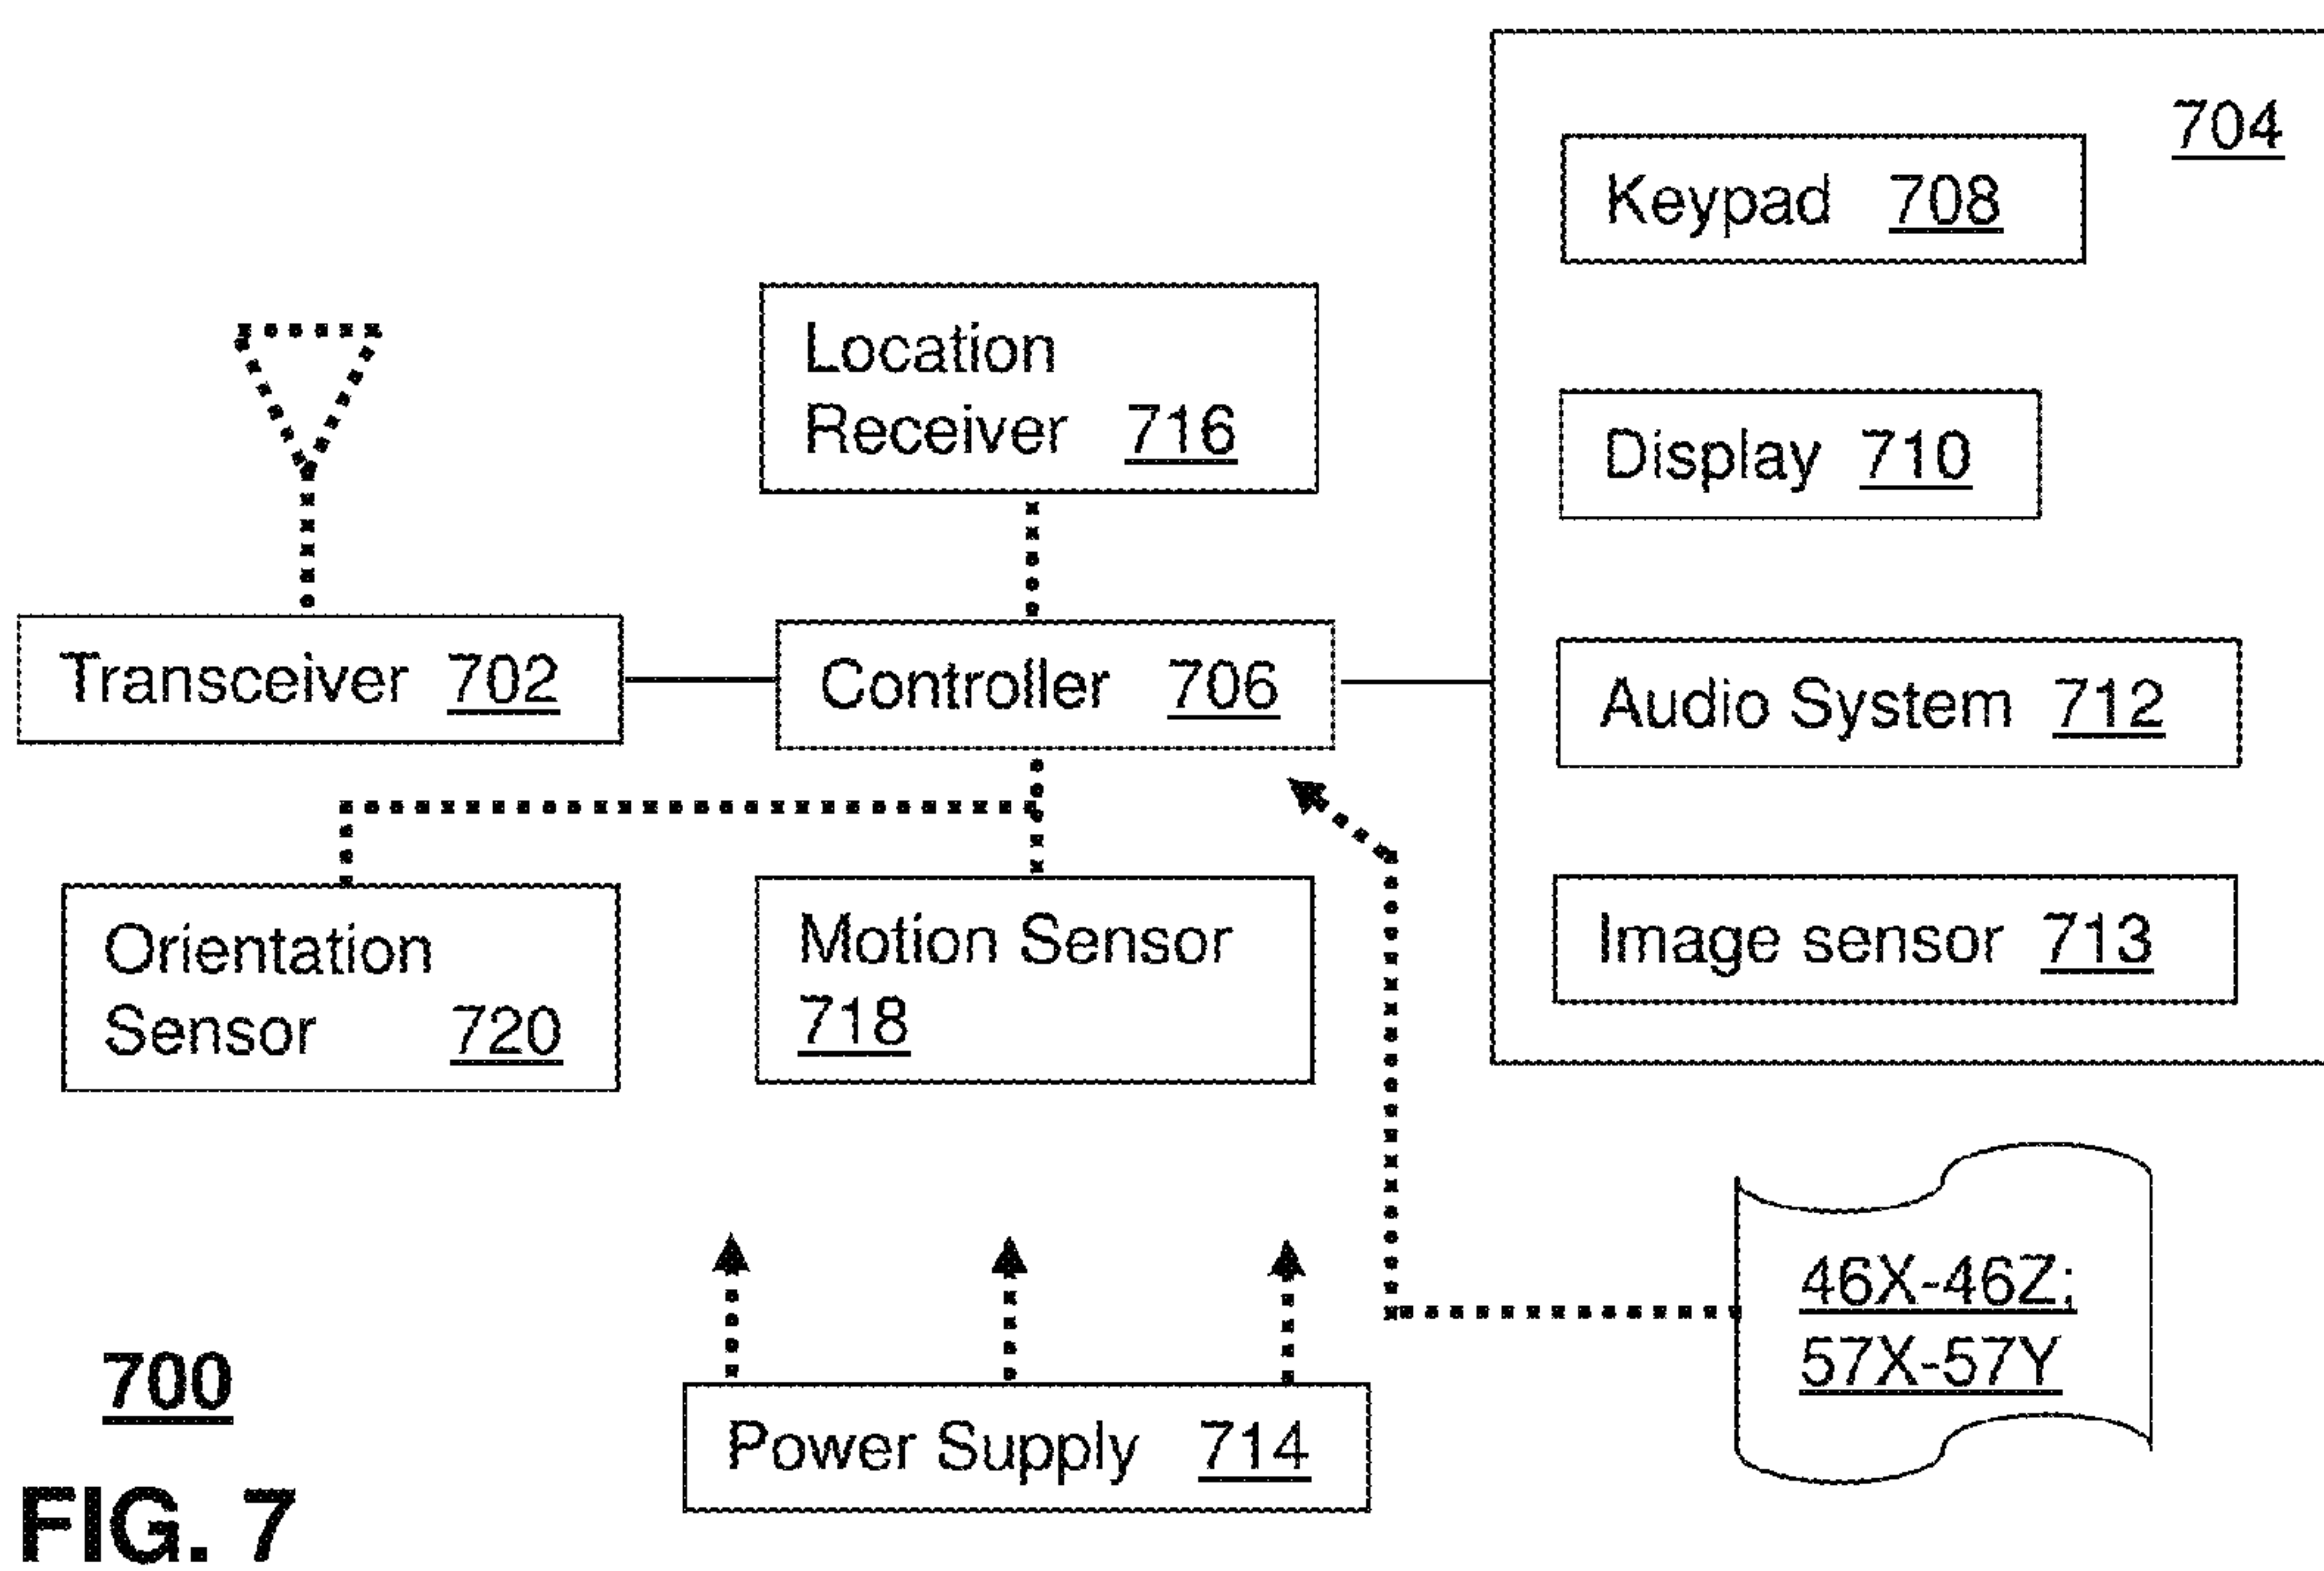 704
Keypad 708
Location
Receiver 716
Display 710
Transceiver 702
Controller 706
Audio System 712
Orientation
Sensor 720
Motion Sensor
718
Image sensor 713
46X-46Z;
57X-57Y
700
Power Supply 714
FIG. 7